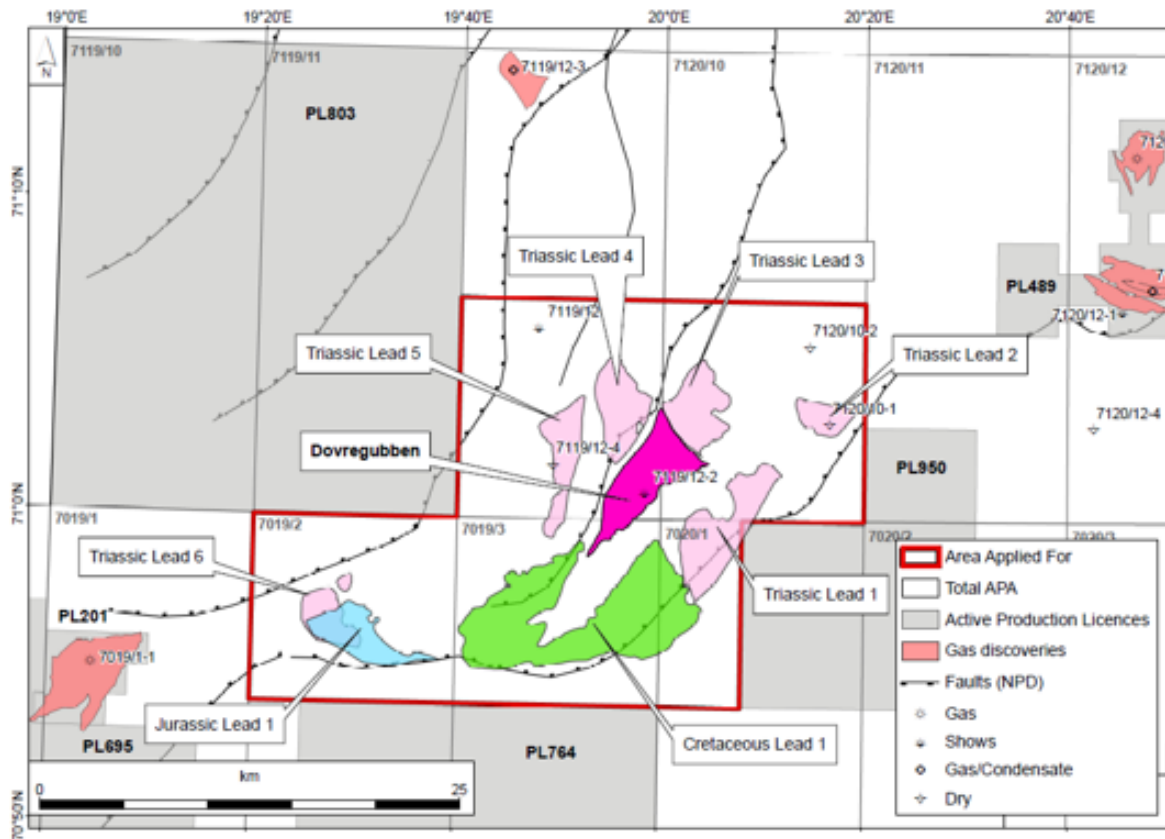 19°0'E
19°20'E
19°40'E
20°0'E
20°20'E
20°40'E
7119/10
7119/11
7119/12-3
7120/10
7120/11
7120/12
N
PL803
71°10'N
Triassic Lead 4
Triassic Lead 3
PL489
7120/12-1
7119/12
7120/10-2
Triassic Lead 5
Triassic Lead 2
7120/10-1
7120/12-4
Dovregubben
7119/12-4
7119/12-2
PL950
71°0'N
7019/1
7019/2
7019/3
7020/1
7020/2
Triassic Lead 6
Triassic Lead 1
PL201
7019/1-1
Jurassic Lead 1
Cretaceous Lead 1
PL695
PL764
70°50'N
km
0
25
Area Applied For
Total APA
Active Production Licences
Gas discoveries
Faults (NPD)
Gas
Shows
Gas/Condensate
Dry